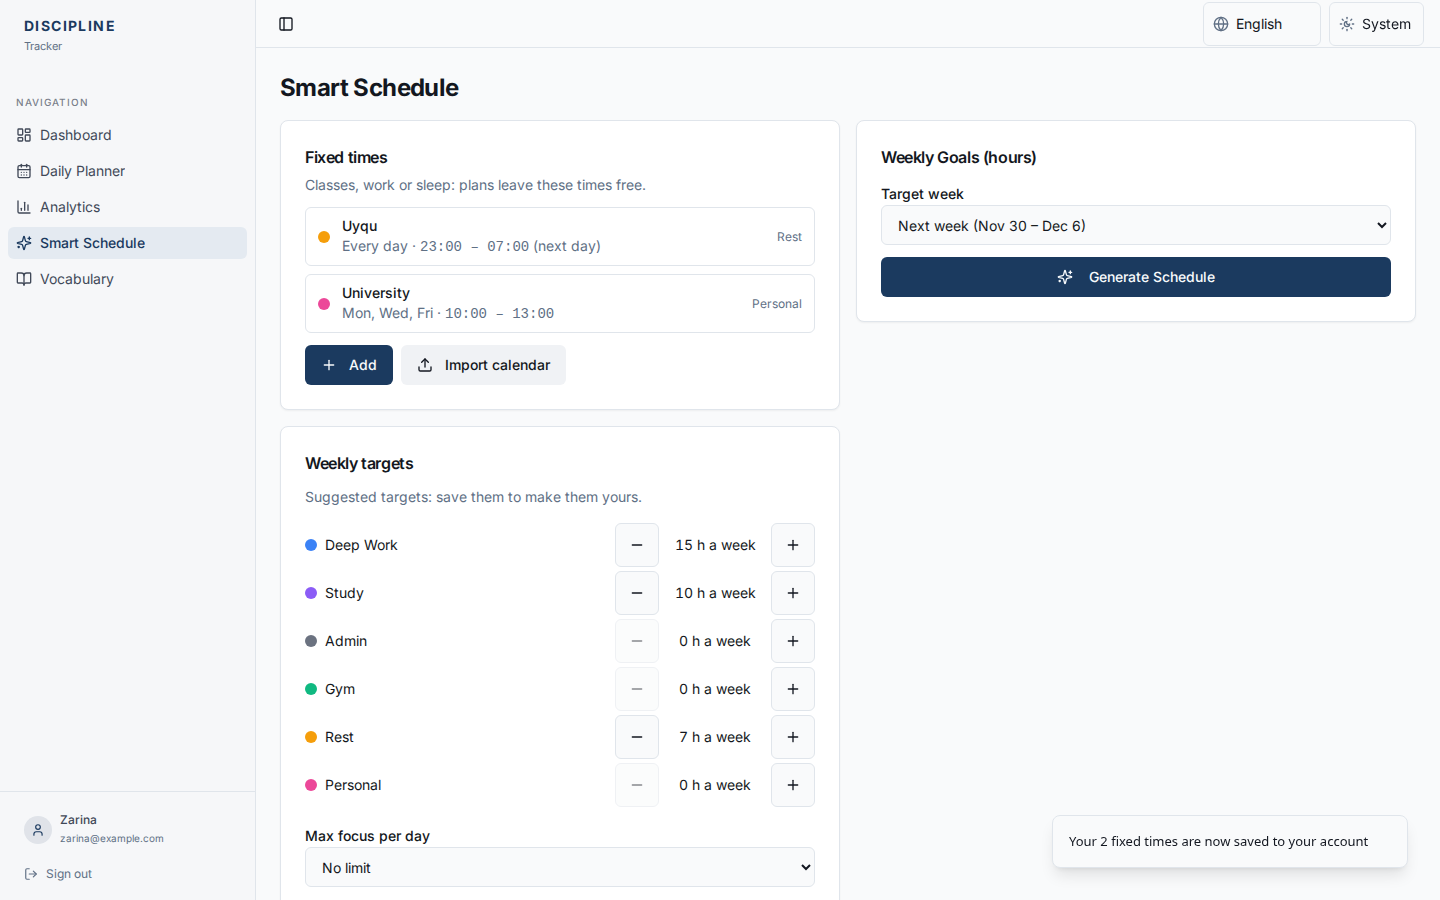 DISCIPLINE
Tracker
NAVIGATION
Dashboard
Daily Planner
Analytics
Smart Schedule
Vocabulary
Zarina
zarina@example.com
Sign out
English
System
Smart Schedule
Fixed times
Classes, work or sleep: plans leave these times free.
Uyqu
Every day · 23:00 – 07:00 (next day)
Rest
University
Mon, Wed, Fri · 10:00 – 13:00
Personal
Add
Import calendar
Weekly targets
Suggested targets: save them to make them yours.
Deep Work − 15 h a week +
Study − 10 h a week +
Admin − 0 h a week +
Gym − 0 h a week +
Rest − 7 h a week +
Personal − 0 h a week +
Max focus per day
No limit
Weekly Goals (hours)
Target week
Next week (Nov 30 – Dec 6)
Generate Schedule
Your 2 fixed times are now saved to your account